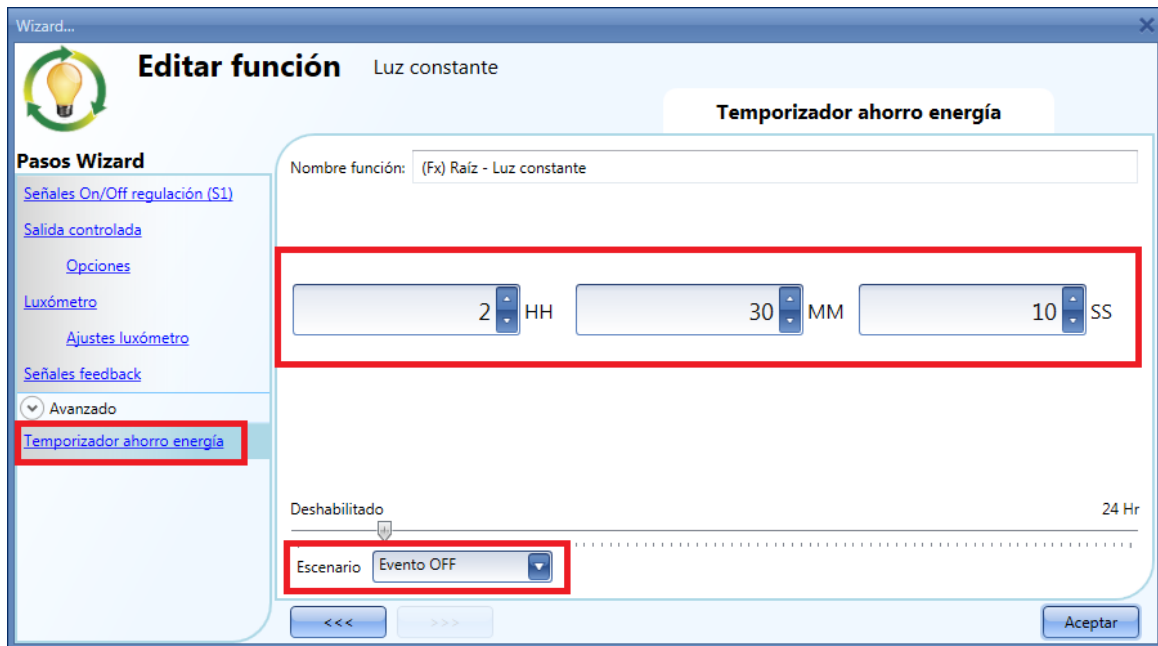 Wizard...
Editar función Luz constante
Temporizador ahorro energía
Pasos Wizard
Señales On/Off regulación (S1)
Salida controlada
Opciones
Luxómetro
Ajustes luxómetro
Señales feedback
Avanzado
Temporizador ahorro energía
Nombre función: (Fx) Raíz - Luz constante
2 HH 30 MM 10 SS
Deshabilitado 24 Hr
Escenario Evento OFF
<<< >>> Aceptar